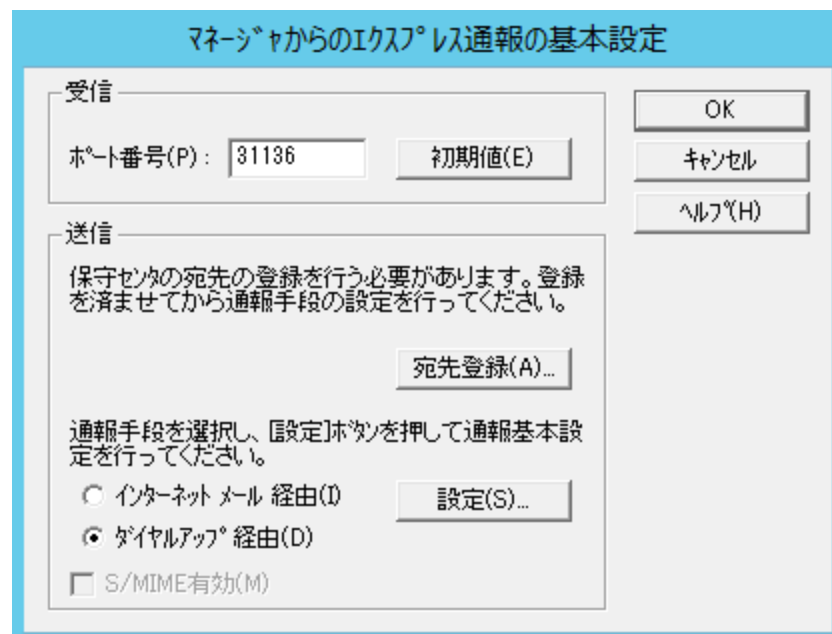 ﾏﾈｰｼﾞｬからのｴｸｽﾌﾟﾚｽ通報の基本設定
受信
ﾎﾟｰﾄ番号(P)： 31136 初期値(E)
OK
ｷｬﾝｾﾙ
ﾍﾙﾌﾟ(H)
送信
保守ｾﾝﾀの宛先の登録を行う必要があります。登録
を済ませてから通報手段の設定を行ってください。
宛先登録(A)...
通報手段を選択し、[設定]ﾎﾞﾀﾝを押して通報基本設
定を行ってください。
ｲﾝﾀｰﾈｯﾄ ﾒｰﾙ 経由(I)
設定(S)...
ﾀﾞｲﾔﾙｱｯﾌﾟ 経由(D)
S/MIME有効(M)